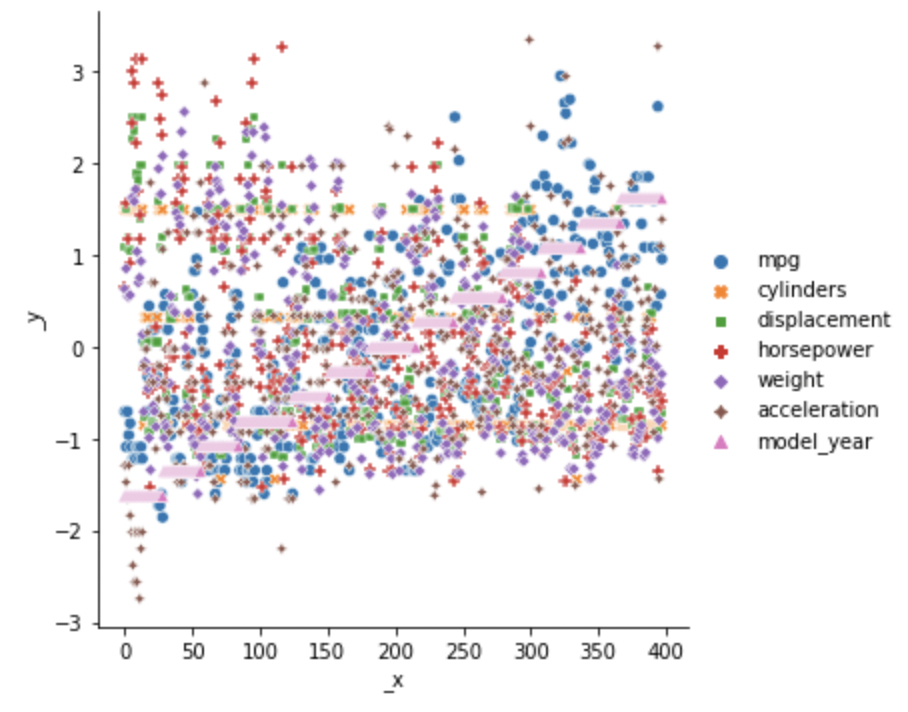 3
2
1
0
−1
−2
−3
_y
0 50 100 150 200 250 300 350 400
_x
mpg
cylinders
displacement
horsepower
weight
acceleration
model_year